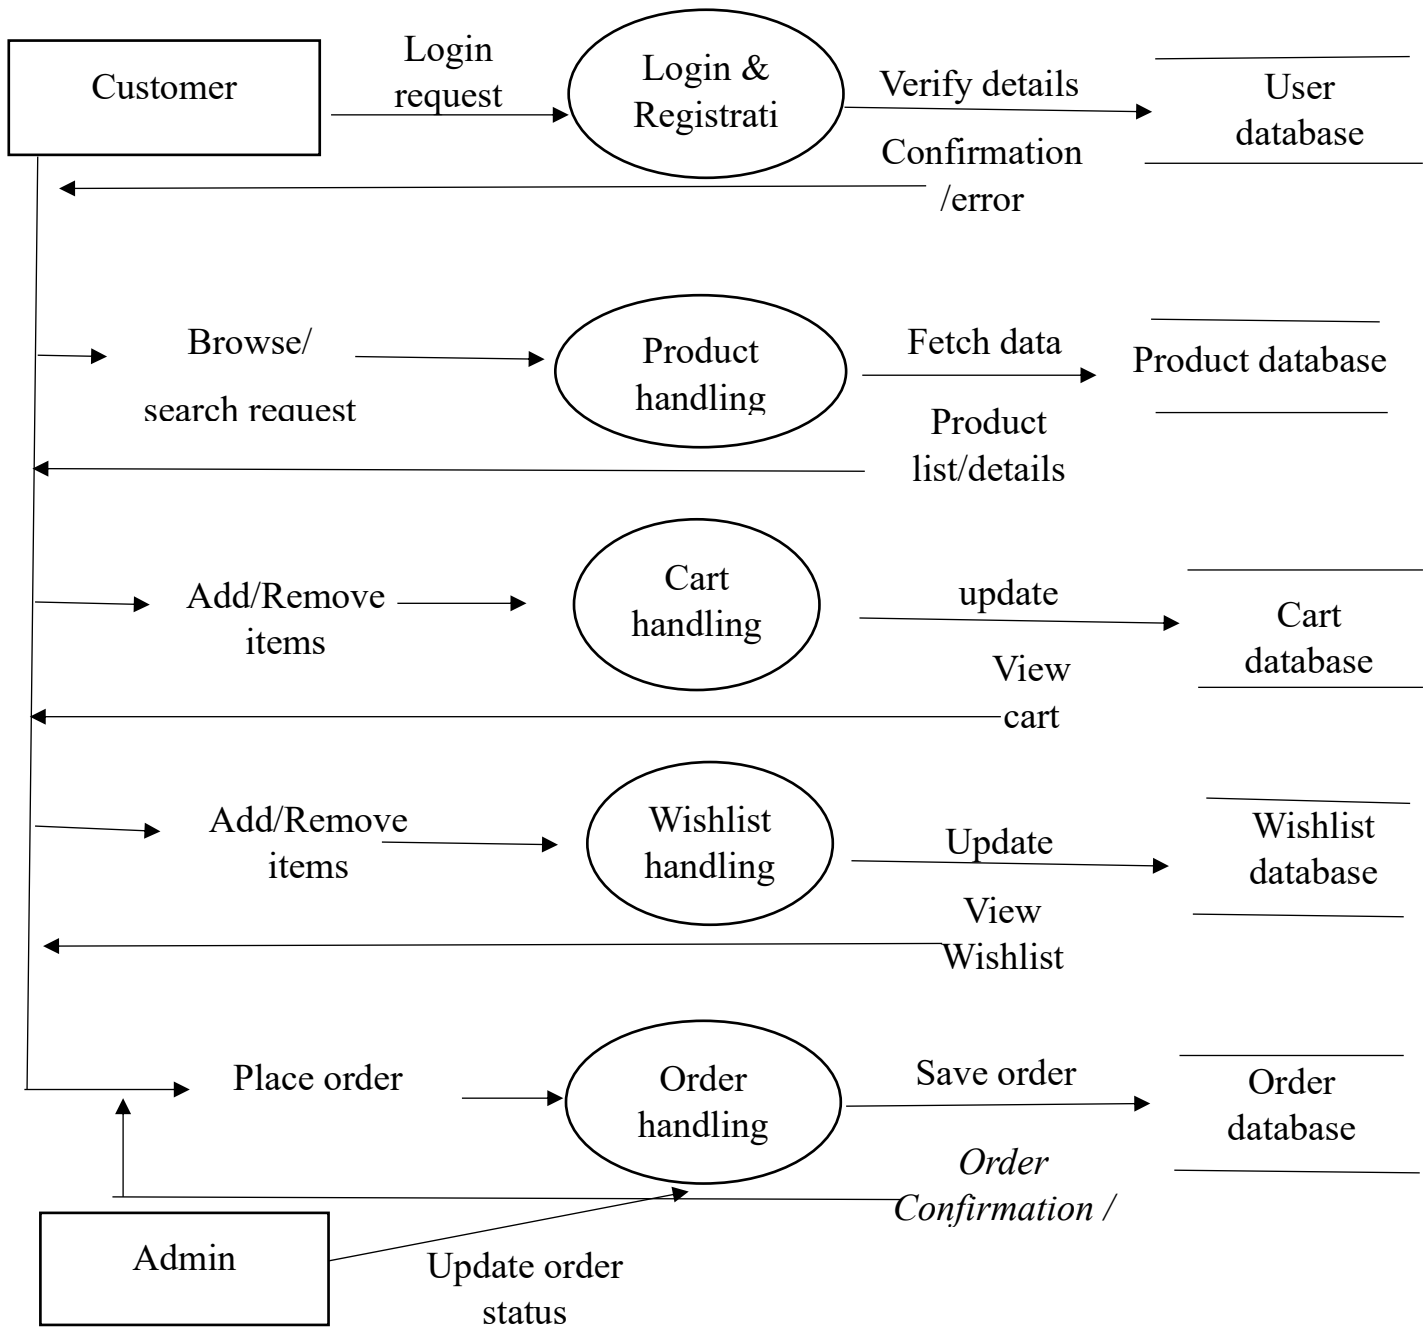 Customer
Login
request
Login &
Registrati
Verify details
User
database
Confirmation
/error
Browse/
search request
Product
handling
Fetch data
Product database
Product
list/details
Add/Remove
items
Cart
handling
update
Cart
database
View
cart
Add/Remove
items
Wishlist
handling
Update
Wishlist
database
View
Wishlist
Place order
Order
handling
Save order
Order
database
Order
Confirmation /
Admin
Update order
status